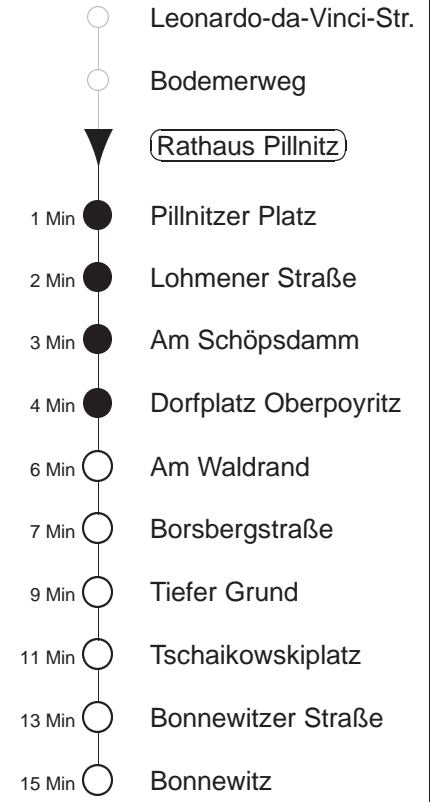 Leonardo-da-Vinci-Str.
Bodemerweg
Rathaus Pillnitz
1 Min Pillnitzer Platz
2 Min Lohmener Straße
3 Min Am Schöpsdamm
4 Min Dorfplatz Oberpoyritz
6 Min Am Waldrand
7 Min Borsbergstraße
9 Min Tiefer Grund
11 Min Tschaikowskiplatz
13 Min Bonnewitzer Straße
15 Min Bonnewitz